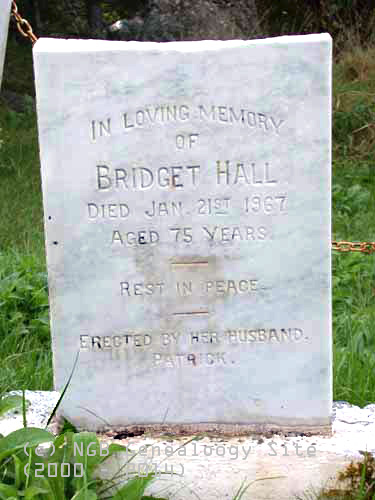 IN LOVING MEMORY
OF
BRIDGET HALL
DIED JAN. 21ST 1967
AGED 75 YEARS.
REST IN PEACE
ERECTED BY HER HUSBAND.
PATRICK.
(c) NGB Genealogy Site
(2000 - 2014)